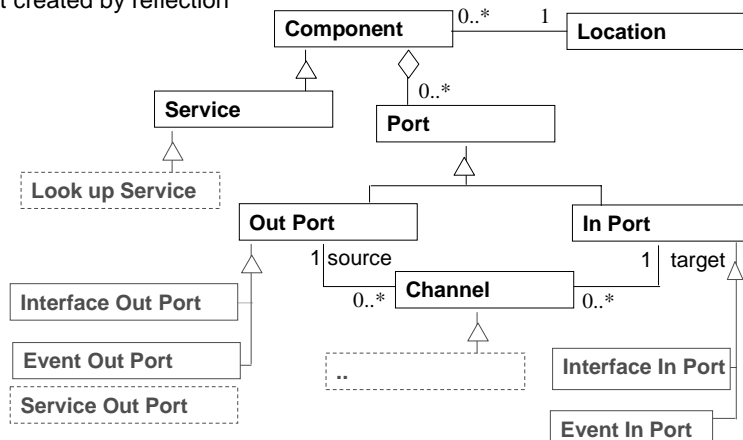 t created by reflection
Component
0..*
1
Location
0..*
Service
Port
Look up Service
Out Port
In Port
1 source
1 target
Interface Out Port
0..*
Channel
0..*
Event Out Port
..
Interface In Port
Service Out Port
Event In Port